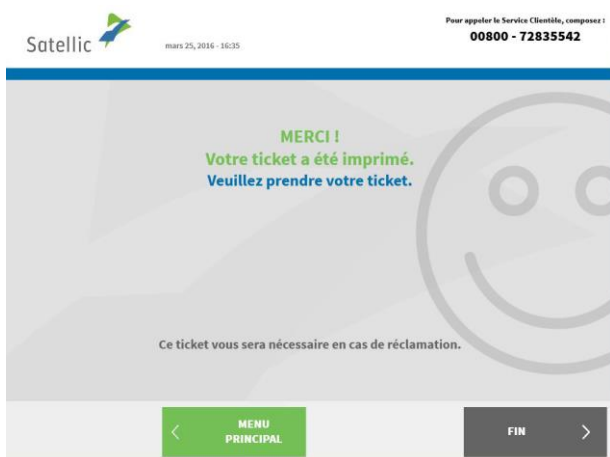 Satellic
mars 25, 2016 - 16:35
Pour appeler le Service Clientèle, composez :
00800 - 72835542
MERCI !
Votre ticket a été imprimé.
Veuillez prendre votre ticket.
Ce ticket vous sera nécessaire en cas de réclamation.
MENU
PRINCIPAL
FIN